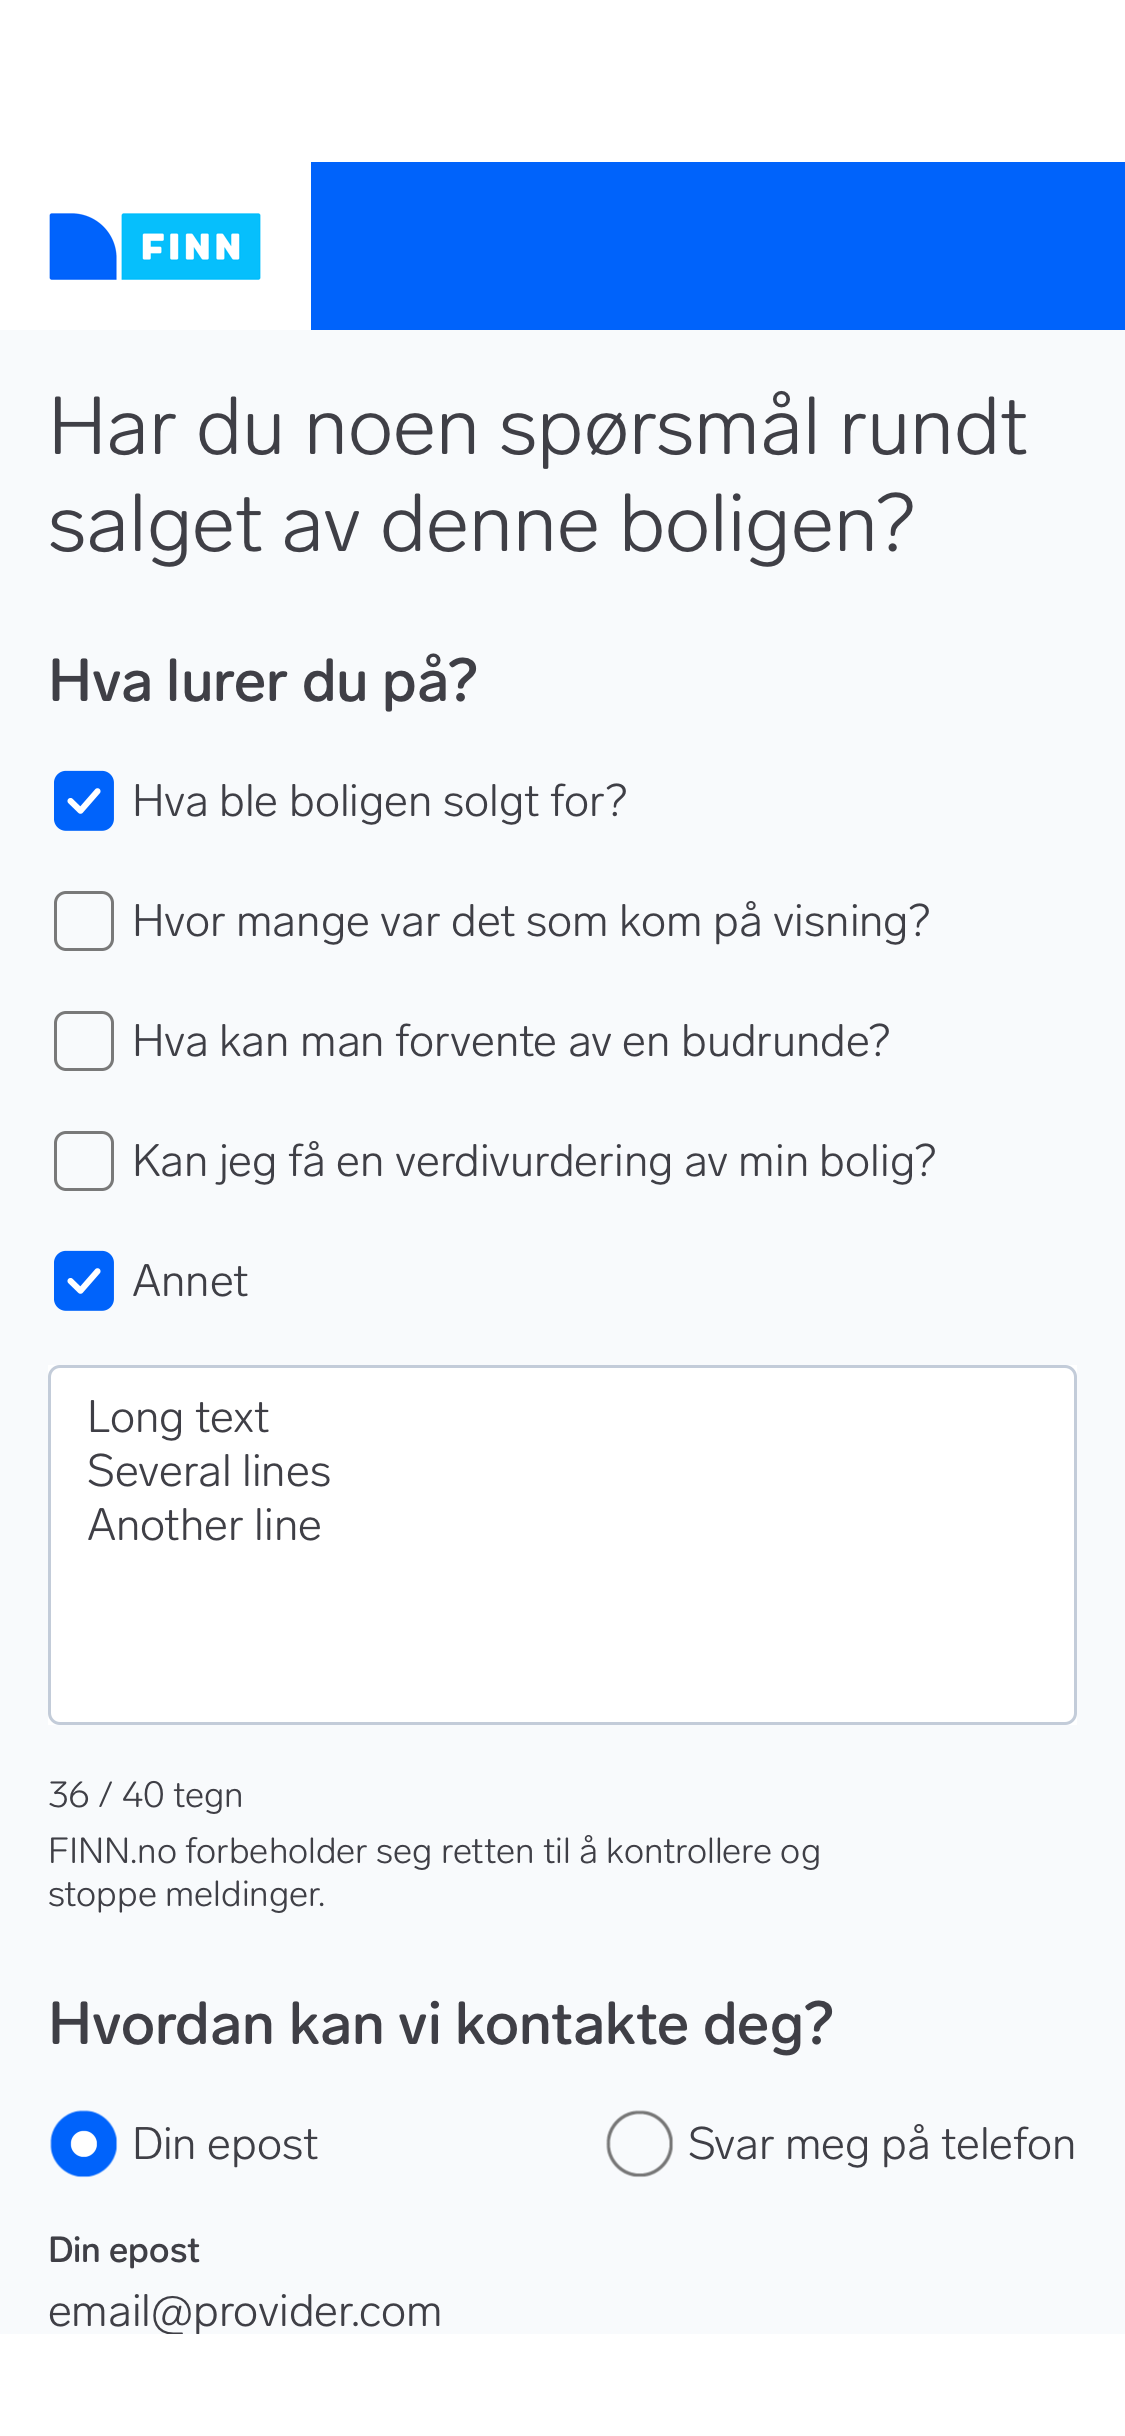 FINN
Har du noen spørsmål rundt
salget av denne boligen?
Hva lurer du på?
Hva ble boligen solgt for?
Hvor mange var det som kom på visning?
Hva kan man forvente av en budrunde?
Kan jeg få en verdivurdering av min bolig?
Annet
Long text
Several lines
Another line
36 / 40 tegn
FINN.no forbeholder seg retten til å kontrollere og
stoppe meldinger.
Hvordan kan vi kontakte deg?
Din epost
Svar meg på telefon
Din epost
email@provider.com